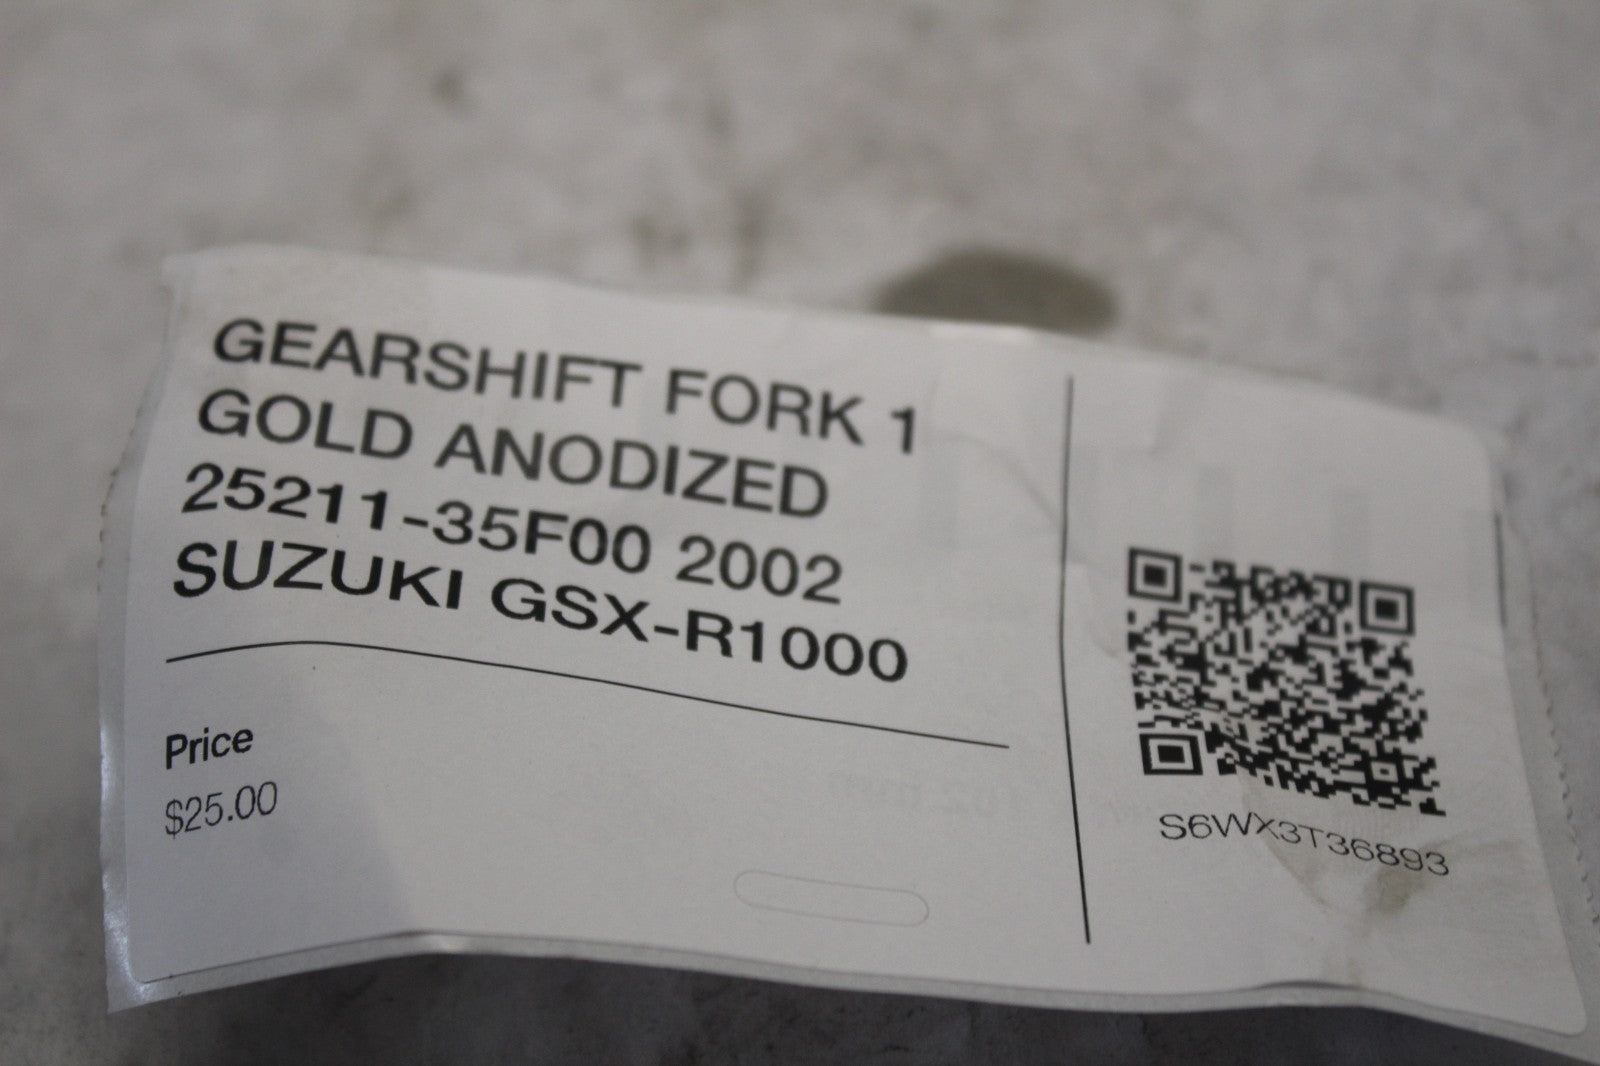 GEARSHIFT FORK 1
GOLD ANODIZED
25211-35F00 2002
SUZUKI GSX-R1000
Price
$25.00
S6WX3T36893